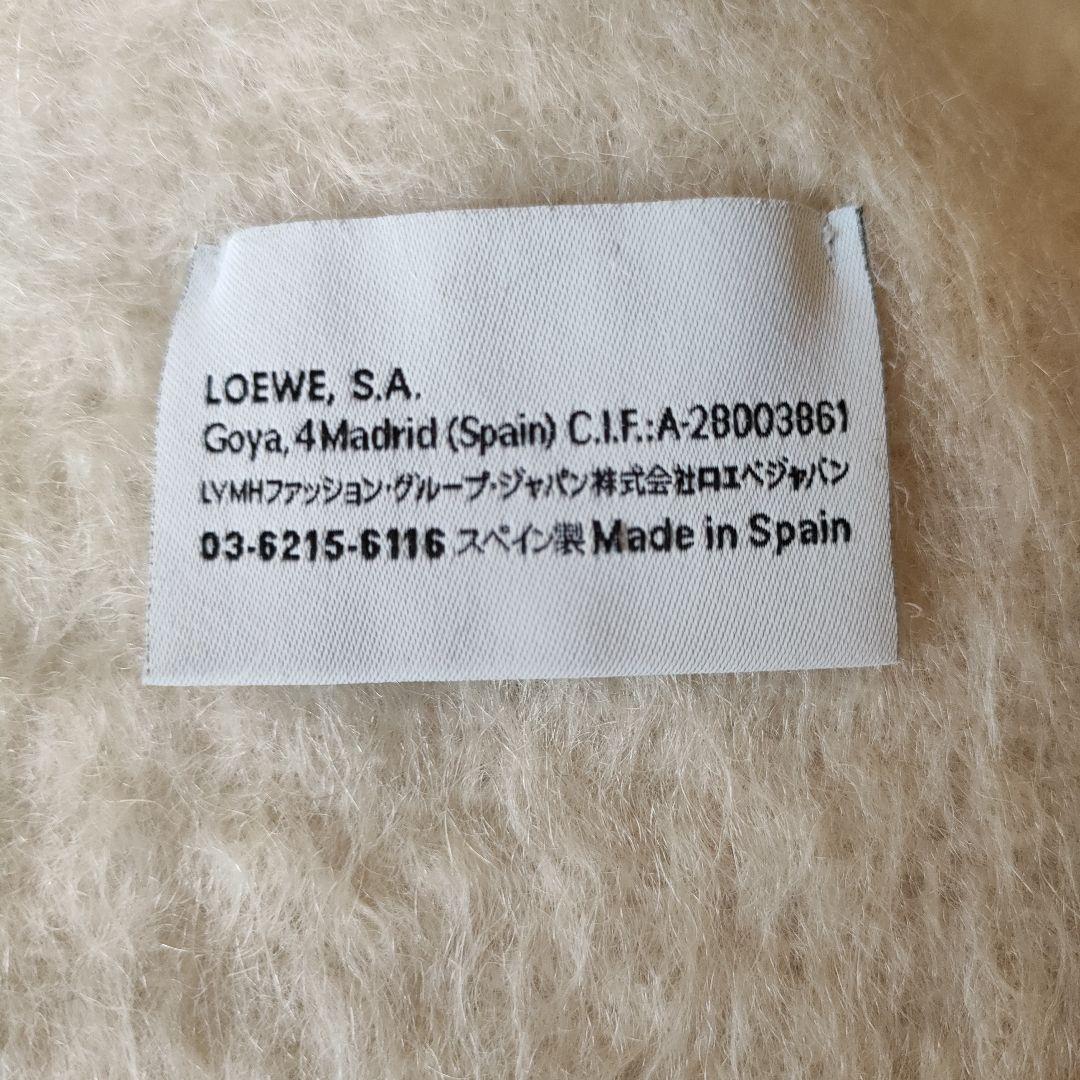 LOEWE, S.A.
Goya, 4 Madrid (Spain) C.I.F.:A-28003861
LVMHファッション・グループ・ジャパン株式会社ロエベジャパン
03-6215-6116 スペイン製 Made in Spain